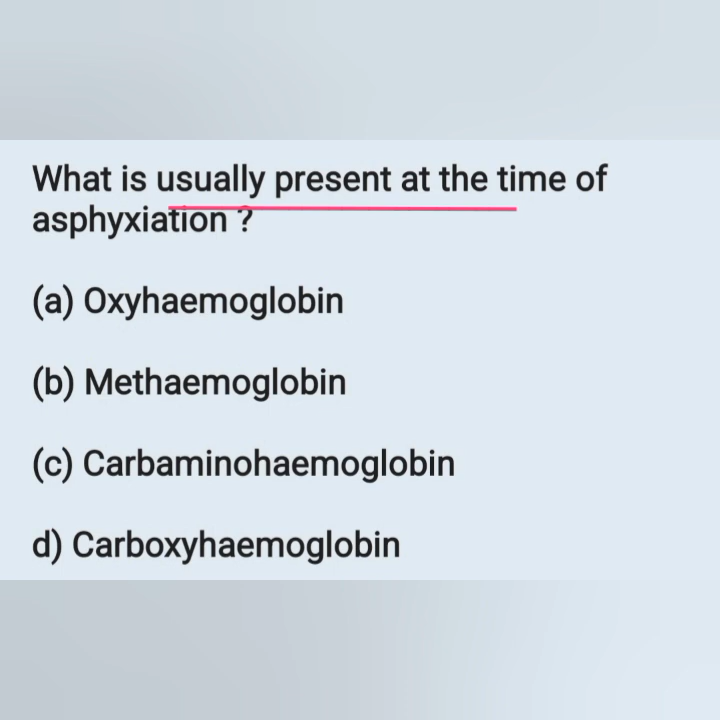 What is usually present at the time of
asphyxiation ?
(a) Oxyhaemoglobin
(b) Methaemoglobin
(c) Carbaminohaemoglobin
d) Carboxyhaemoglobin